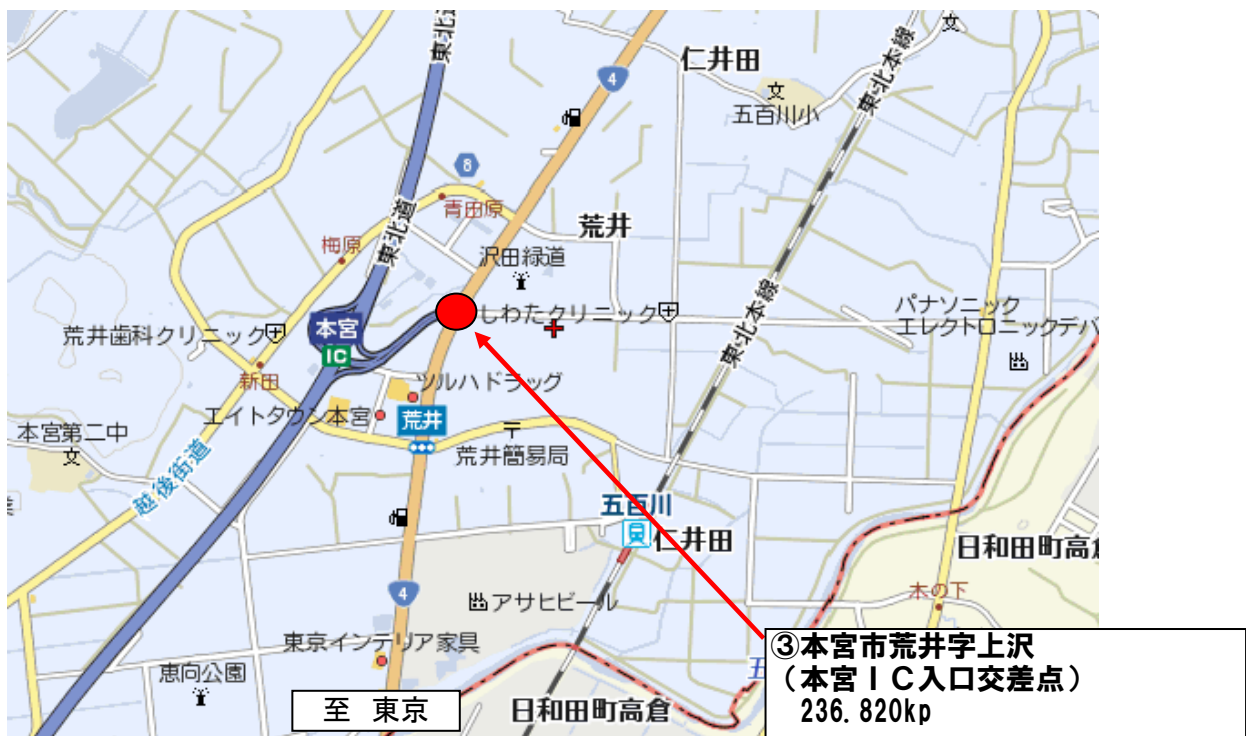 東北道
4
仁井田
文
五百川小
文
東北本線
8
青田原
荒井
梅原
東北道
沢田緑道
しわたクリニック
パナソニック
エレクトロニックデバ
本宮
IC
荒井歯科クリニック
東北本線
新田
ツルハドラッグ
エイトタウン本宮
荒井
本宮第二中
文
荒井簡易局
越後街道
五百川
仁井田
日和田町高倉
木の下
4
アサヒビール
東京インテリア家具
恵向公園
至 東京
日和田町高倉
③本宮市荒井字上沢
(本宮IC入口交差点)
236.820kp